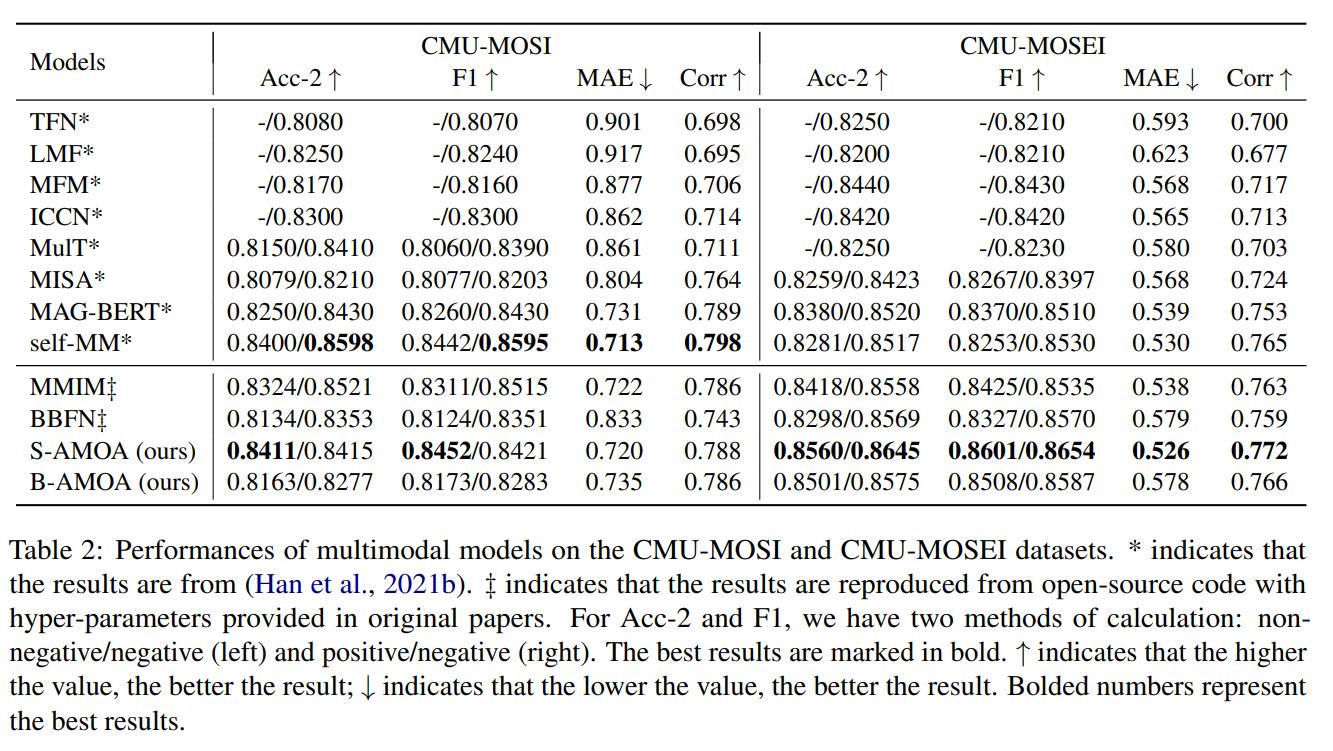 Models CMU-MOSI CMU-MOSEI
Acc-2 ↑ F1 ↑ MAE ↓ Corr ↑ Acc-2 ↑ F1 ↑ MAE ↓ Corr ↑
TFN* -/0.8080 -/0.8070 0.901 0.698 -/0.8250 -/0.8210 0.593 0.700
LMF* -/0.8250 -/0.8240 0.917 0.695 -/0.8200 -/0.8210 0.623 0.677
MFM* -/0.8170 -/0.8160 0.877 0.706 -/0.8440 -/0.8430 0.568 0.717
ICCN* -/0.8300 -/0.8300 0.862 0.714 -/0.8420 -/0.8420 0.565 0.713
MulT* 0.8150/0.8410 0.8060/0.8390 0.861 0.711 -/0.8250 -/0.8230 0.580 0.703
MISA* 0.8079/0.8210 0.8077/0.8203 0.804 0.764 0.8259/0.8423 0.8267/0.8397 0.568 0.724
MAG-BERT* 0.8250/0.8430 0.8260/0.8430 0.731 0.789 0.8380/0.8520 0.8370/0.8510 0.539 0.753
self-MM* 0.8400/0.8598 0.8442/0.8595 0.713 0.798 0.8281/0.8517 0.8253/0.8530 0.530 0.765
MMIM‡ 0.8324/0.8521 0.8311/0.8515 0.722 0.786 0.8418/0.8558 0.8425/0.8535 0.538 0.763
BBFN‡ 0.8134/0.8353 0.8124/0.8351 0.833 0.743 0.8298/0.8569 0.8327/0.8570 0.579 0.759
S-AMOA (ours) 0.8411/0.8415 0.8452/0.8421 0.720 0.788 0.8560/0.8645 0.8601/0.8654 0.526 0.772
B-AMOA (ours) 0.8163/0.8277 0.8173/0.8283 0.735 0.786 0.8501/0.8575 0.8508/0.8587 0.578 0.766
Table 2: Performances of multimodal models on the CMU-MOSI and CMU-MOSEI datasets. * indicates that
the results are from (Han et al., 2021b). ‡ indicates that the results are reproduced from open-source code with
hyper-parameters provided in original papers. For Acc-2 and F1, we have two methods of calculation: non-
negative/negative (left) and positive/negative (right). The best results are marked in bold. ↑ indicates that the higher
the value, the better the result; ↓ indicates that the lower the value, the better the result. Bolded numbers represent
the best results.